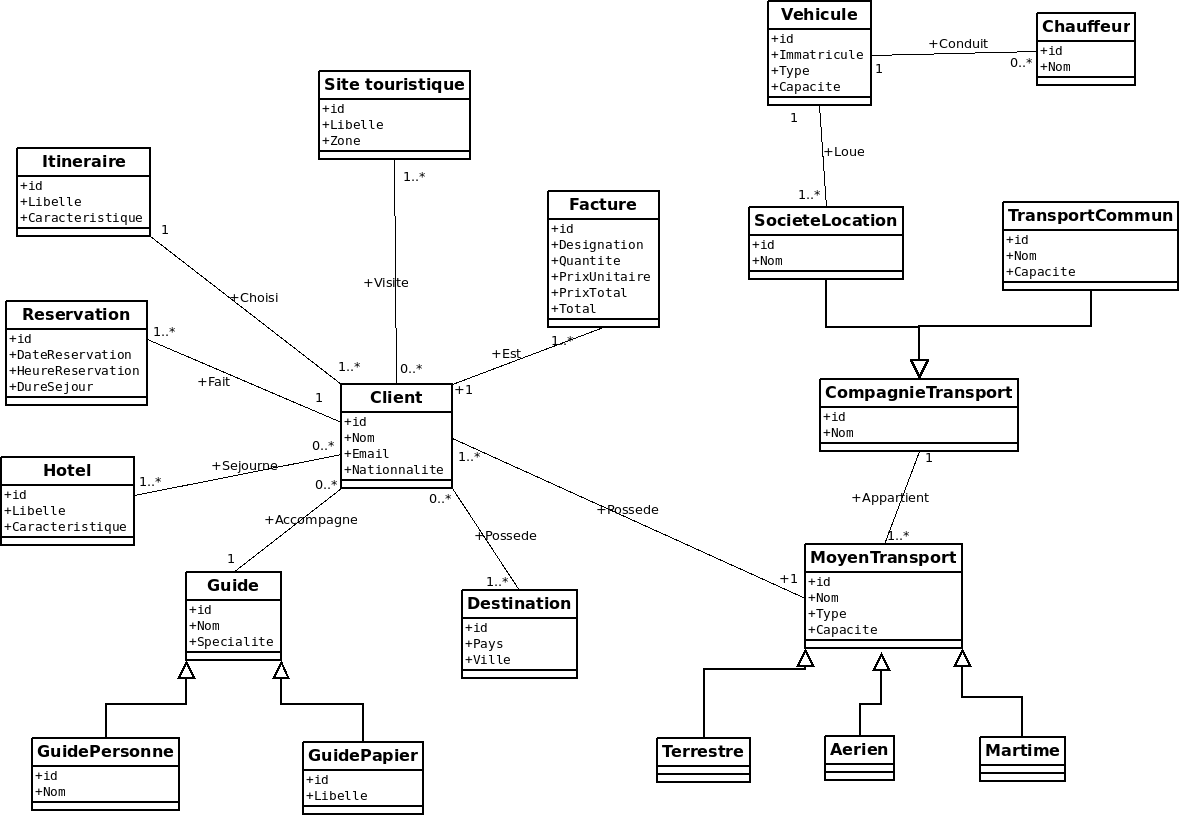 Vehicule
+id
+Immatricule
+Type
+Capacite
+Conduit
1
0..*
Chauffeur
+id
+Nom
1
+Loue
1..*
Site touristique
+id
+Libelle
+Zone
1..*
+Visite
0..*
Itineraire
+id
+Libelle
+Caracteristique
1
+Choisi
1..*
Facture
+id
+Designation
+Quantite
+PrixUnitaire
+PrixTotal
+Total
1..*
+Est
+1
SocieteLocation
+id
+Nom
TransportCommun
+id
+Nom
+Capacite
Reservation
+id
+DateReservation
+HeureReservation
+DureSejour
1..*
+Fait
1
Client
+id
+Nom
+Email
+Nationnalite
CompagnieTransport
+id
+Nom
1
+Appartient
1..*
Hotel
+id
+Libelle
+Caracteristique
1..*
+Sejourne
0..*
0..*
+Accompagne
1
0..*
+Possede
1..*
1..*
+Possede
+1
Guide
+id
+Nom
+Specialite
Destination
+id
+Pays
+Ville
MoyenTransport
+id
+Nom
+Type
+Capacite
GuidePersonne
+id
+Nom
GuidePapier
+id
+Libelle
Terrestre
Aerien
Martime